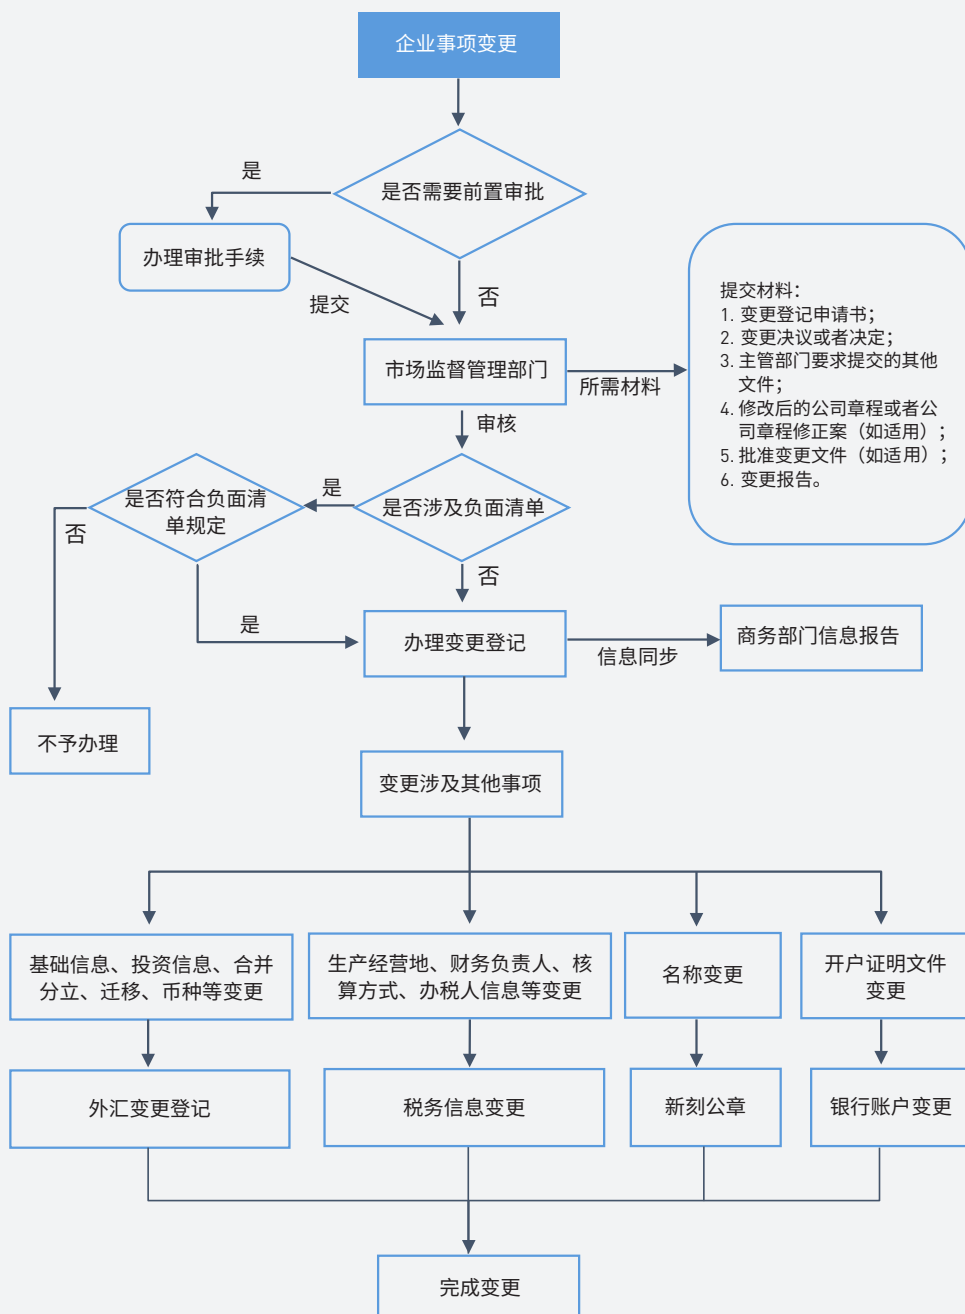 企业事项变更
是
是否需要前置审批
办理审批手续
提交
否
市场监督管理部门
所需材料
提交材料：
1. 变更登记申请书；
2. 变更决议或者决定；
3. 主管部门要求提交的其他
文件；
4. 修改后的公司章程或者公
司章程修正案（如适用）；
5. 批准变更文件（如适用）；
6. 变更报告。
审核
是否符合负面清
单规定
是
是否涉及负面清单
否
否
是
办理变更登记
信息同步
商务部门信息报告
不予办理
变更涉及其他事项
基础信息、投资信息、合并
分立、迁移、币种等变更
生产经营地、财务负责人、核
算方式、办税人信息等变更
名称变更
开户证明文件
变更
外汇变更登记
税务信息变更
新刻公章
银行账户变更
完成变更